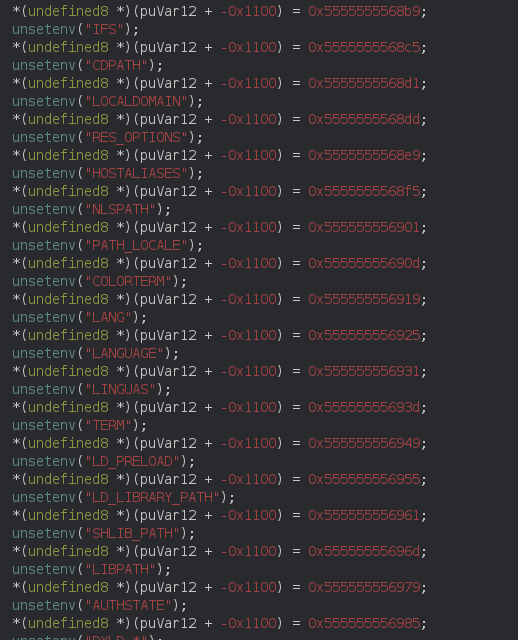 *(undefined8 *)(puVar12 + -0x1100) = 0x5555555568b9;
unsetenv("IFS");
*(undefined8 *)(puVar12 + -0x1100) = 0x5555555568c5;
unsetenv("CDPATH");
*(undefined8 *)(puVar12 + -0x1100) = 0x5555555568d1;
unsetenv("LOCALDOMAIN");
*(undefined8 *)(puVar12 + -0x1100) = 0x5555555568dd;
unsetenv("RES_OPTIONS");
*(undefined8 *)(puVar12 + -0x1100) = 0x5555555568e9;
unsetenv("HOSTALIASES");
*(undefined8 *)(puVar12 + -0x1100) = 0x5555555568f5;
unsetenv("NLSPATH");
*(undefined8 *)(puVar12 + -0x1100) = 0x555555556901;
unsetenv("PATH_LOCALE");
*(undefined8 *)(puVar12 + -0x1100) = 0x55555555690d;
unsetenv("COLORTERM");
*(undefined8 *)(puVar12 + -0x1100) = 0x555555556919;
unsetenv("LANG");
*(undefined8 *)(puVar12 + -0x1100) = 0x555555556925;
unsetenv("LANGUAGE");
*(undefined8 *)(puVar12 + -0x1100) = 0x555555556931;
unsetenv("LINGUAS");
*(undefined8 *)(puVar12 + -0x1100) = 0x55555555693d;
unsetenv("TERM");
*(undefined8 *)(puVar12 + -0x1100) = 0x555555556949;
unsetenv("LD_PRELOAD");
*(undefined8 *)(puVar12 + -0x1100) = 0x555555556955;
unsetenv("LD_LIBRARY_PATH");
*(undefined8 *)(puVar12 + -0x1100) = 0x555555556961;
unsetenv("SHLIB_PATH");
*(undefined8 *)(puVar12 + -0x1100) = 0x55555555696d;
unsetenv("LIBPATH");
*(undefined8 *)(puVar12 + -0x1100) = 0x555555556979;
unsetenv("AUTHSTATE");
*(undefined8 *)(puVar12 + -0x1100) = 0x555555556985;
unsetenv("DYLD_*");